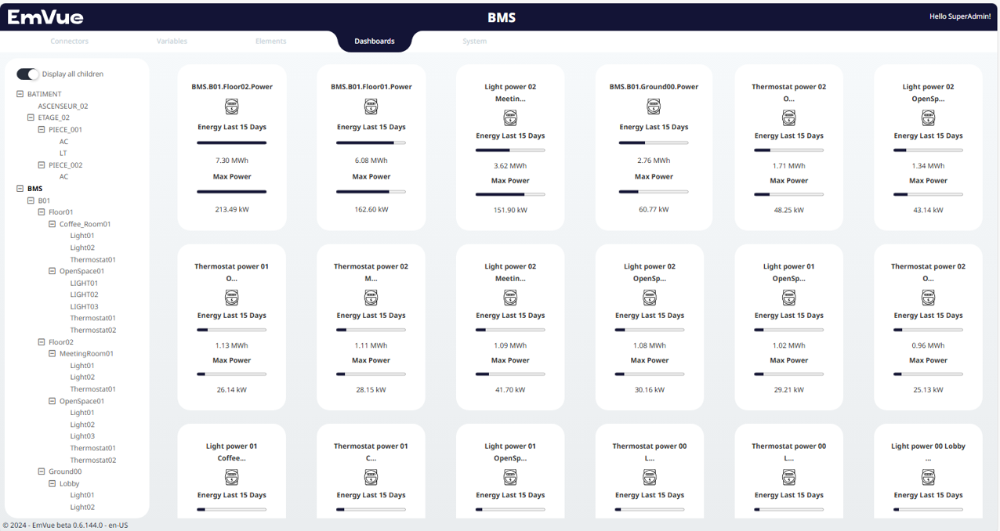 EmVue
BMS
Hello SuperAdmin!
Connectors
Variables
Elements
Dashboards
System
Display all children
BATIMENT
ASCENSEUR_02
ETAGE_02
PIECE_001
AC
LT
PIECE_002
AC
BMS
B01
Floor01
Coffee_Room01
Light01
Light02
Thermostat01
OpenSpace01
LIGHT01
LIGHT02
LIGHT03
Thermostat01
Thermostat02
Floor02
MeetingRoom01
Light01
Light02
Thermostat01
OpenSpace01
Light01
Light02
Light03
Thermostat01
Thermostat02
Ground00
Lobby
Light01
Light02
BMS.B01.Floor02.Power
Energy Last 15 Days
7.30 MWh
Max Power
213.49 kW
BMS.B01.Floor01.Power
Energy Last 15 Days
6.08 MWh
Max Power
162.60 kW
Light power 02
Meetin...
Energy Last 15 Days
3.62 MWh
Max Power
151.90 kW
BMS.B01.Ground00.Power
Energy Last 15 Days
2.76 MWh
Max Power
60.77 kW
Thermostat power 02
O...
Energy Last 15 Days
1.71 MWh
Max Power
48.25 kW
Light power 02
OpenSp...
Energy Last 15 Days
1.34 MWh
Max Power
43.14 kW
Thermostat power 01
O...
Energy Last 15 Days
1.13 MWh
Max Power
26.14 kW
Thermostat power 02
M...
Energy Last 15 Days
1.11 MWh
Max Power
28.15 kW
Light power 02
Meetin...
Energy Last 15 Days
1.09 MWh
Max Power
41.70 kW
Light power 02
OpenSp...
Energy Last 15 Days
1.08 MWh
Max Power
30.16 kW
Light power 01
OpenSp...
Energy Last 15 Days
1.02 MWh
Max Power
29.21 kW
Thermostat power 02
O...
Energy Last 15 Days
0.96 MWh
Max Power
25.13 kW
Light power 01
Coffee...
Energy Last 15 Days
Thermostat power 01
C...
Energy Last 15 Days
Light power 01
OpenSp...
Energy Last 15 Days
Thermostat power 00
L...
Energy Last 15 Days
Thermostat power 00
L...
Energy Last 15 Days
Light power 00 Lobby
...
Energy Last 15 Days
© 2024 - EmVue beta 0.6.144.0 - en-US